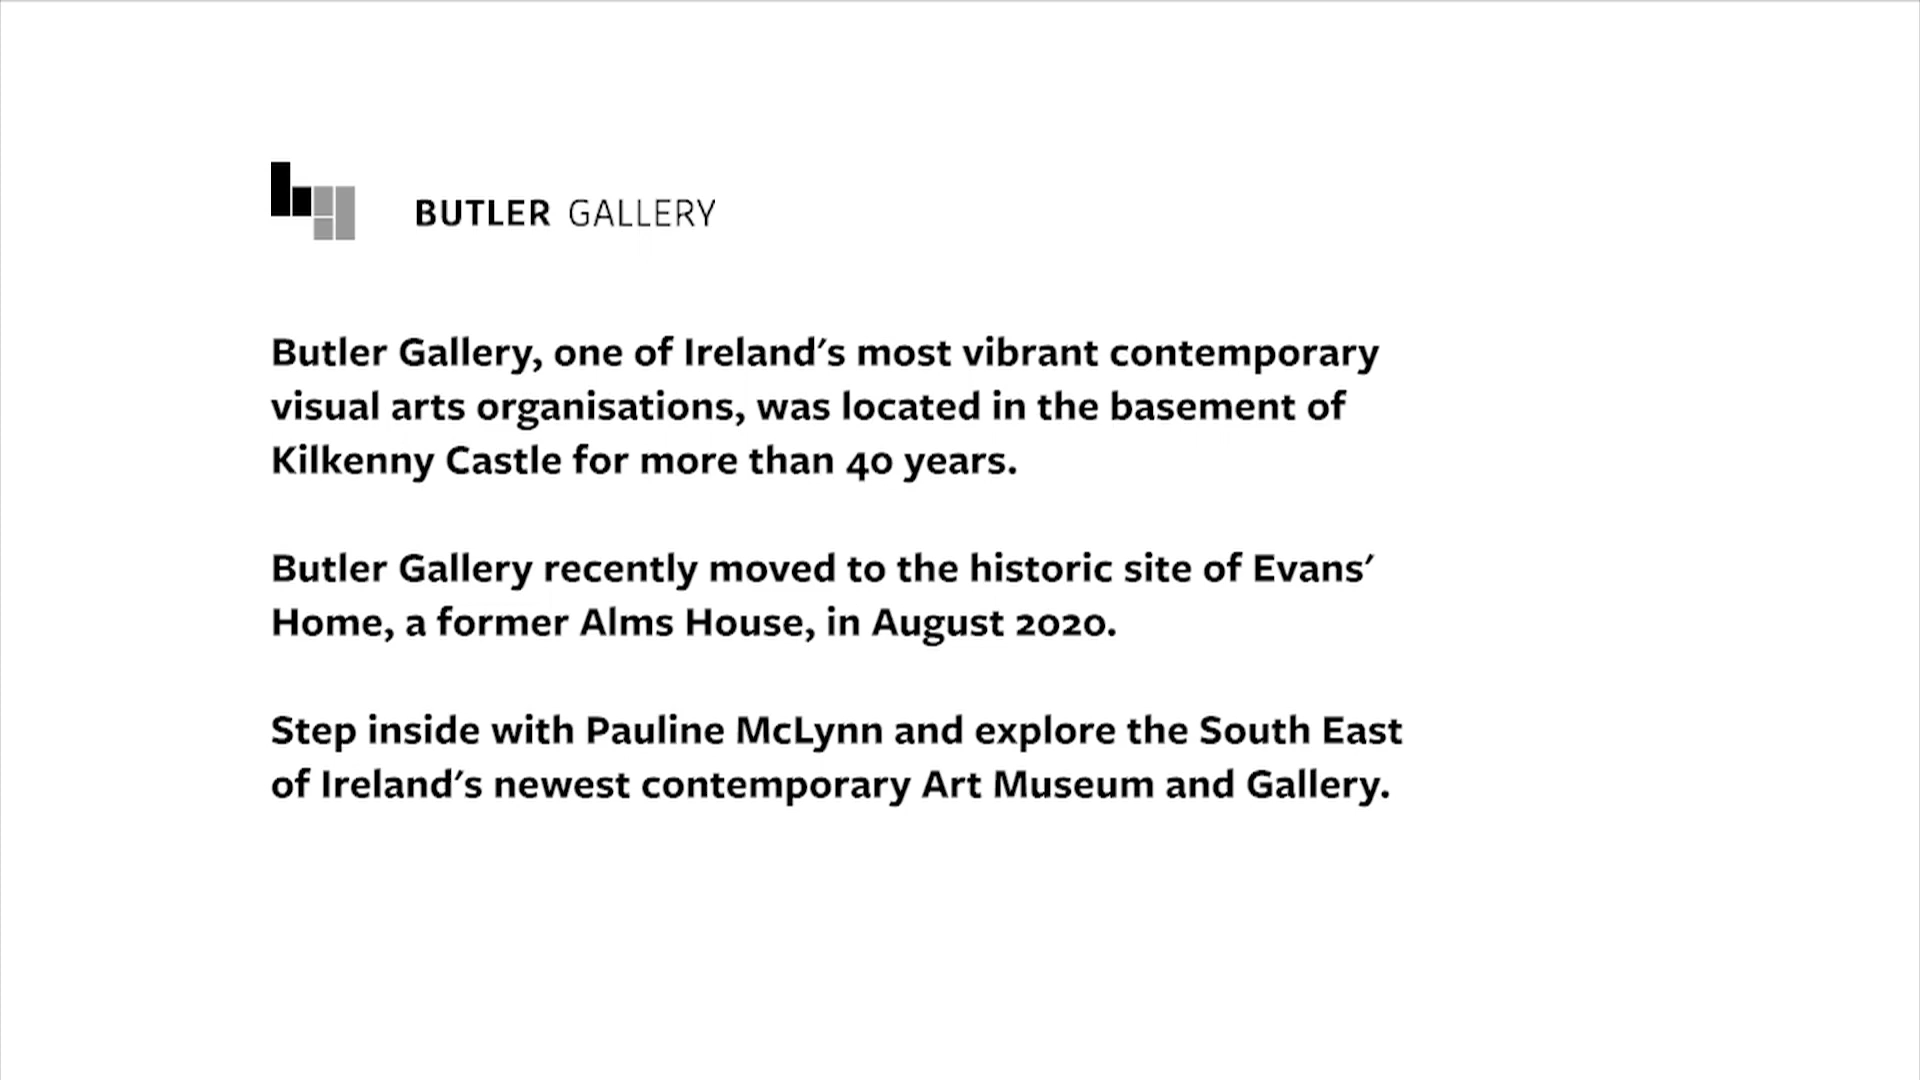 BUTLER GALLERY
Butler Gallery, one of Ireland's most vibrant contemporary
visual arts organisations, was located in the basement of
Kilkenny Castle for more than 40 years.
Butler Gallery recently moved to the historic site of Evans'
Home, a former Alms House, in August 2020.
Step inside with Pauline McLynn and explore the South East
of Ireland's newest contemporary Art Museum and Gallery.